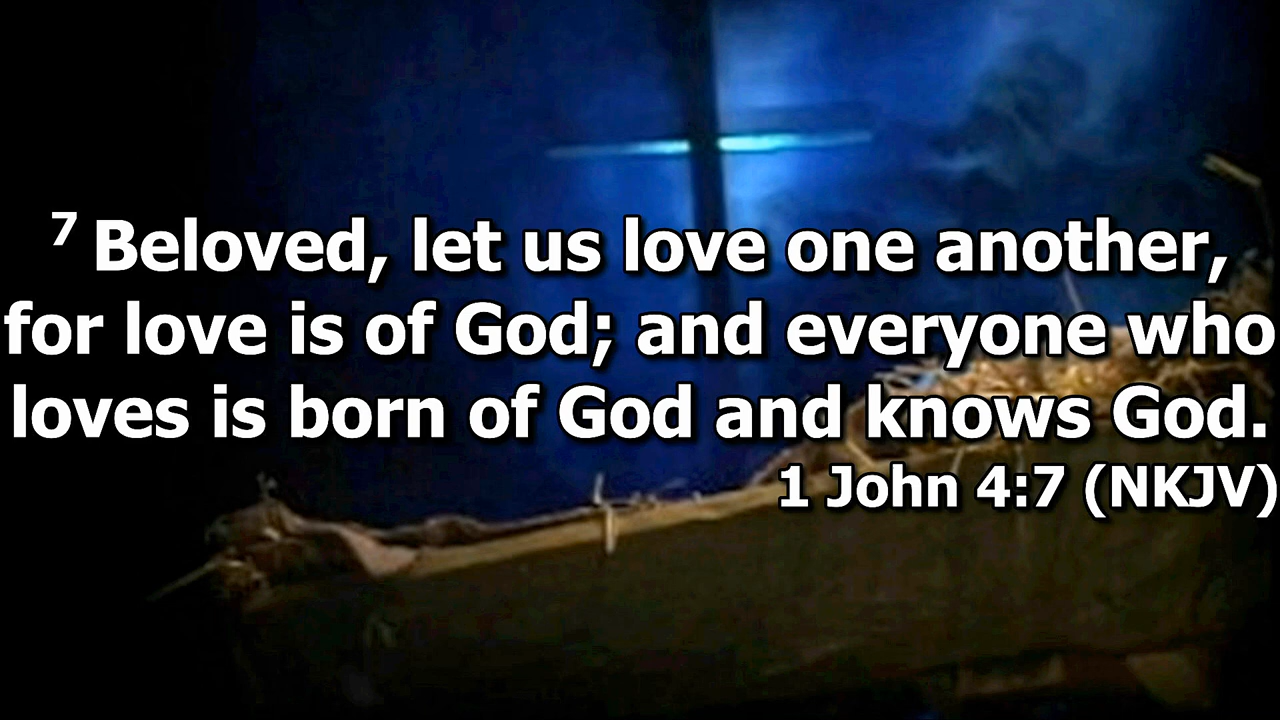 7 Beloved, let us love one another,
for love is of God; and everyone who
loves is born of God and knows God.
1 John 4:7 (NKJV)